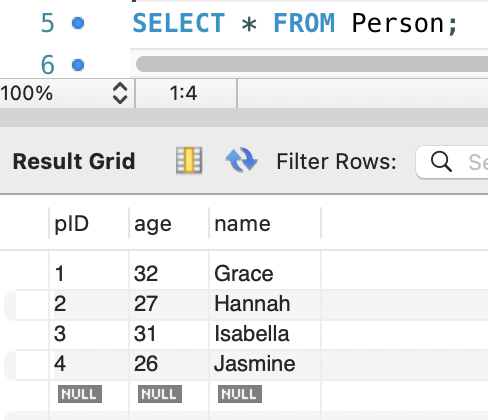 5 SELECT * FROM Person;
6
100% 1:4
Result Grid Filter Rows: Se
pID age name
1 32 Grace
2 27 Hannah
3 31 Isabella
4 26 Jasmine
NULL NULL NULL